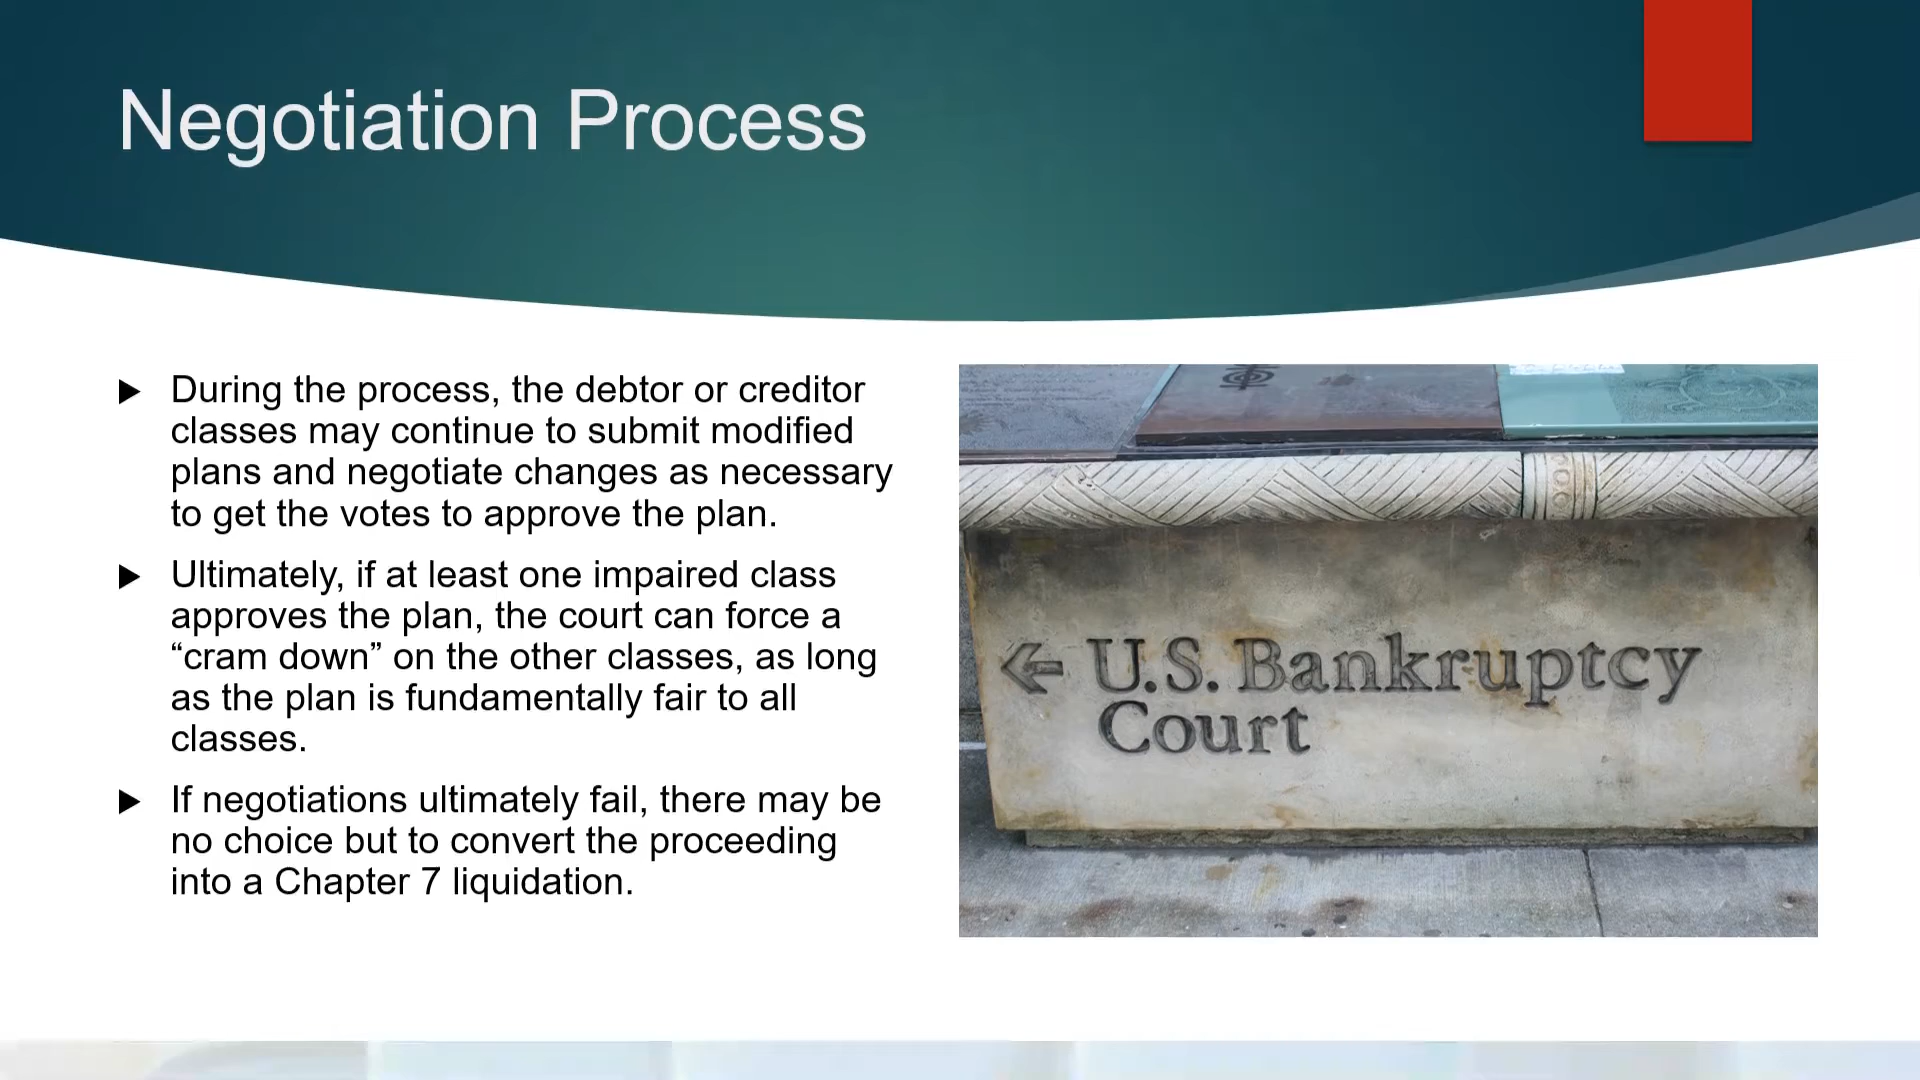 Negotiation Process
During the process, the debtor or creditor
classes may continue to submit modified
plans and negotiate changes as necessary
to get the votes to approve the plan.
Ultimately, if at least one impaired class
approves the plan, the court can force a
“cram down” on the other classes, as long
as the plan is fundamentally fair to all
classes.
If negotiations ultimately fail, there may be
no choice but to convert the proceeding
into a Chapter 7 liquidation.
U.S. Bankruptcy
Court